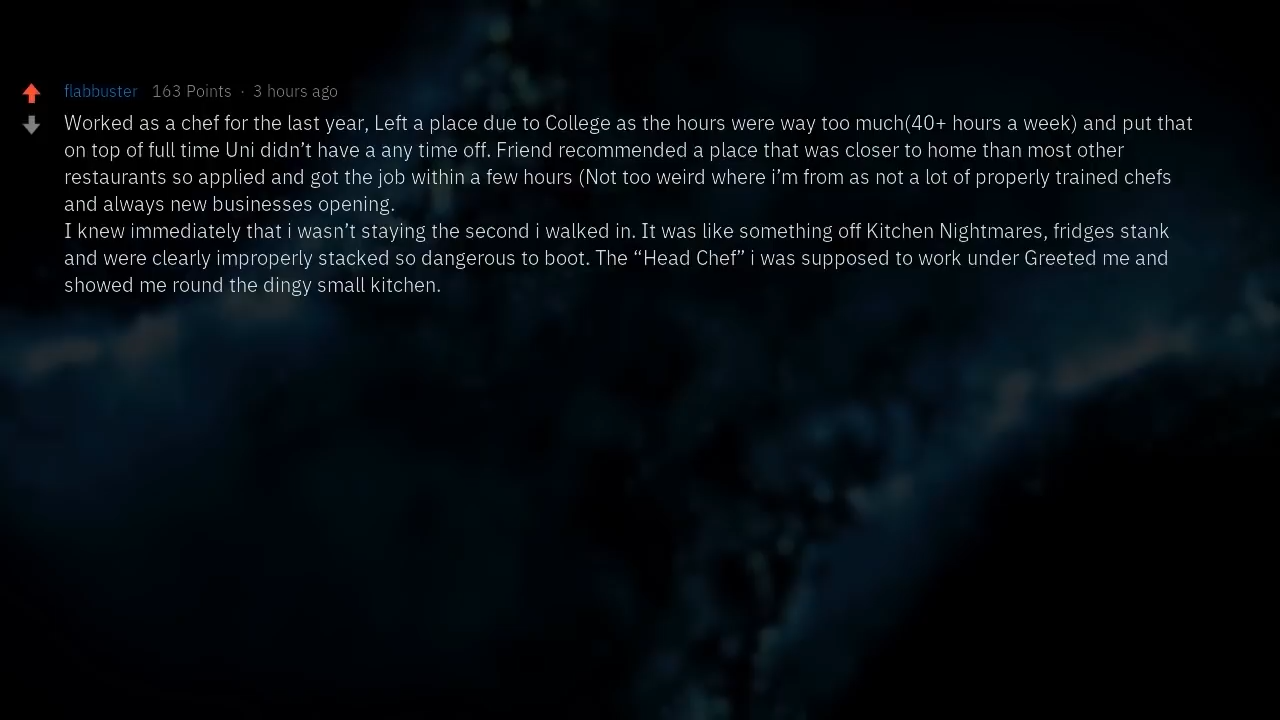 flabbuster 163 Points · 3 hours ago
Worked as a chef for the last year, Left a place due to College as the hours were way too much(40+ hours a week) and put that
on top of full time Uni didn’t have a any time off. Friend recommended a place that was closer to home than most other
restaurants so applied and got the job within a few hours (Not too weird where i’m from as not a lot of properly trained chefs
and always new businesses opening.
I knew immediately that i wasn’t staying the second i walked in. It was like something off Kitchen Nightmares, fridges stank
and were clearly improperly stacked so dangerous to boot. The “Head Chef” i was supposed to work under Greeted me and
showed me round the dingy small kitchen.